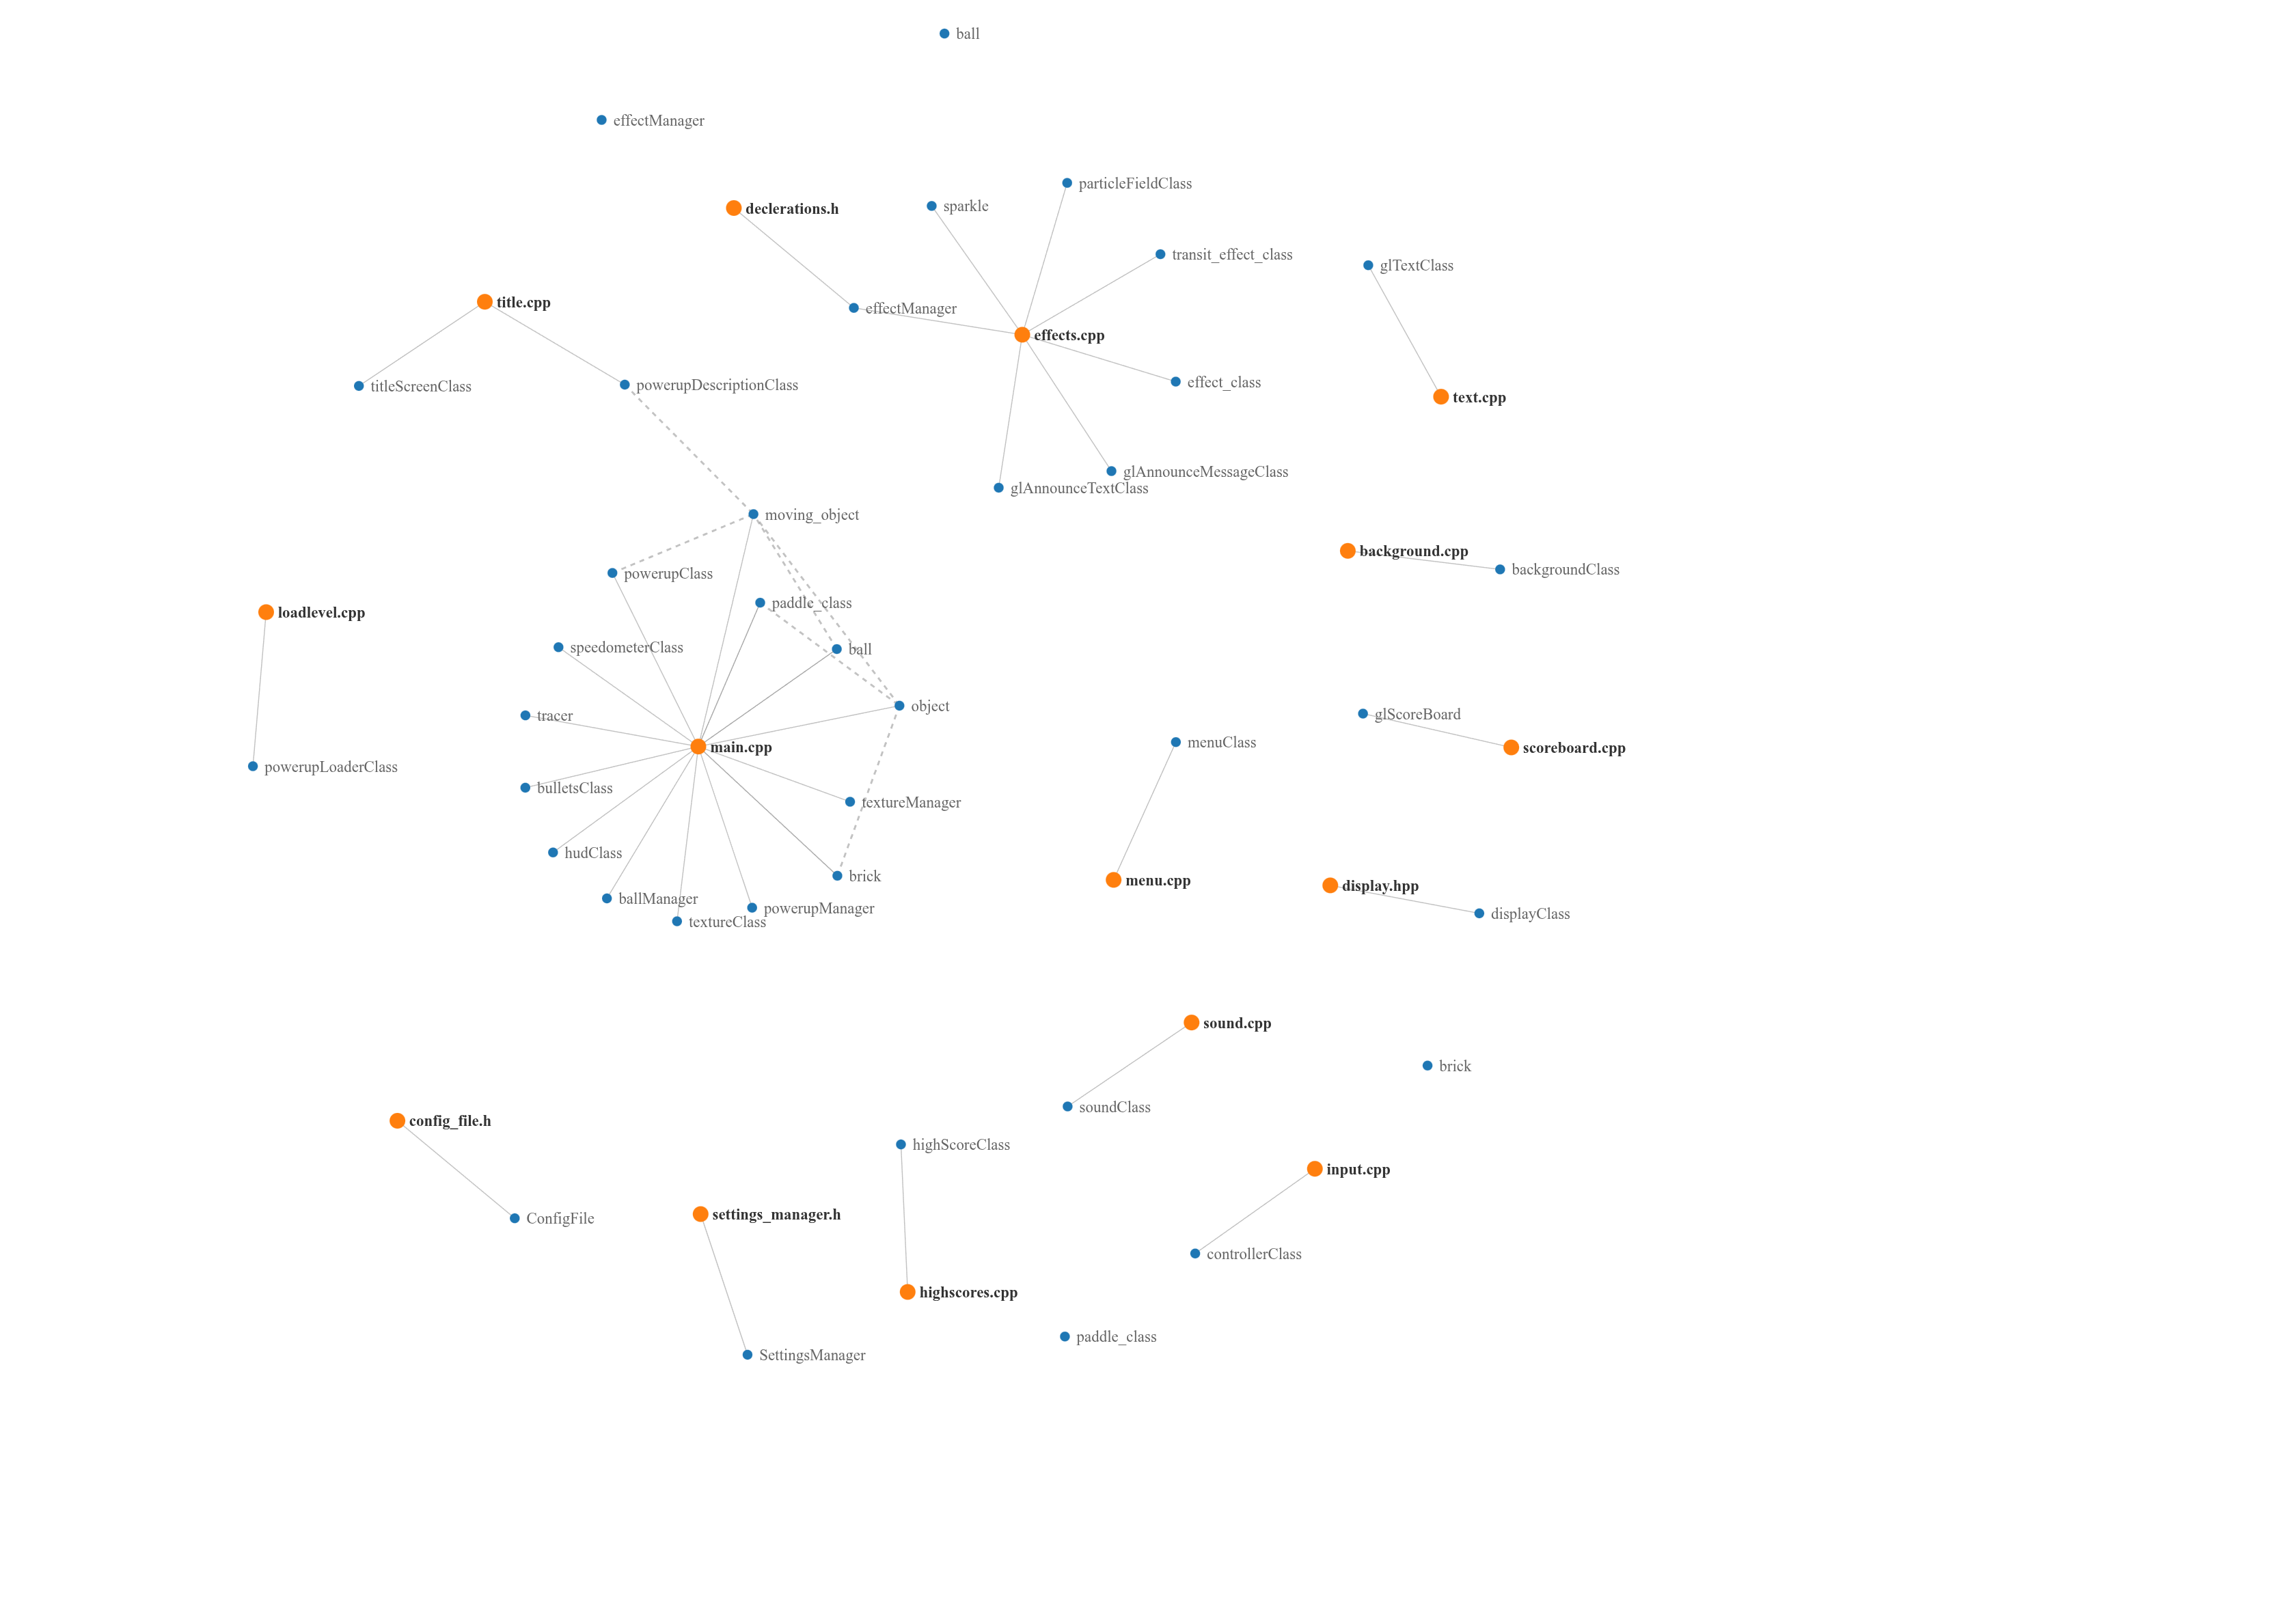 ball
effectManager
particleFieldClass
sparkle
declerations.h
transit_effect_class
glTextClass
title.cpp
effectManager
effects.cpp
effect_class
powerupDescriptionClass
titleScreenClass
text.cpp
glAnnounceMessageClass
glAnnounceTextClass
moving_object
background.cpp
backgroundClass
powerupClass
paddle_class
loadlevel.cpp
speedometerClass
ball
object
glScoreBoard
tracer
menuClass
main.cpp
scoreboard.cpp
powerupLoaderClass
bulletsClass
textureManager
hudClass
brick
menu.cpp
display.hpp
ballManager
powerupManager
displayClass
textureClass
sound.cpp
brick
soundClass
config_file.h
highScoreClass
input.cpp
settings_manager.h
ConfigFile
controllerClass
highscores.cpp
paddle_class
SettingsManager